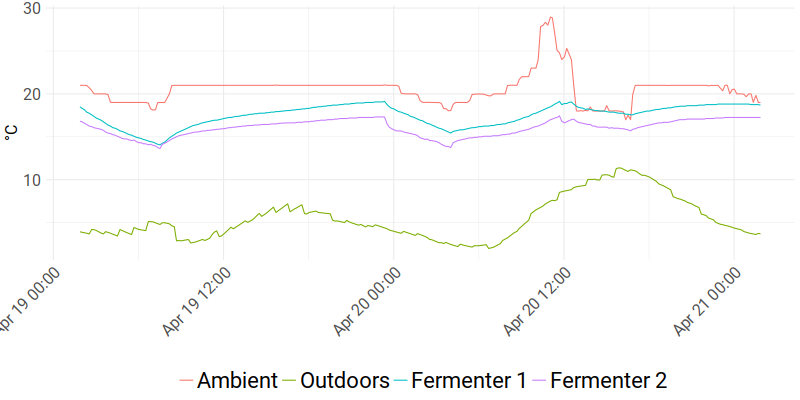 30
20
10
°C
Apr 19 00:00
Apr 19 12:00
Apr 20 00:00
Apr 20 12:00
Apr 21 00:00
Ambient Outdoors Fermenter 1 Fermenter 2